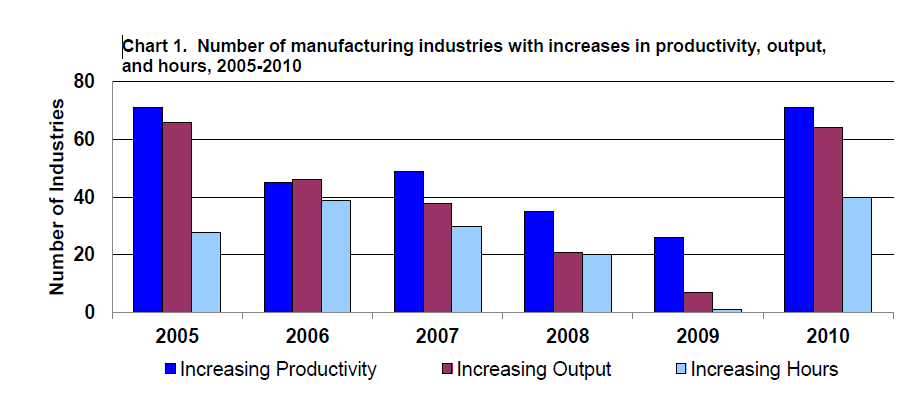 Chart 1.  Number of manufacturing industries with increases in productivity, output,
and hours, 2005-2010
Number of Industries
80
60
40
20
0
2005 2006 2007 2008 2009 2010
Increasing Productivity Increasing Output Increasing Hours